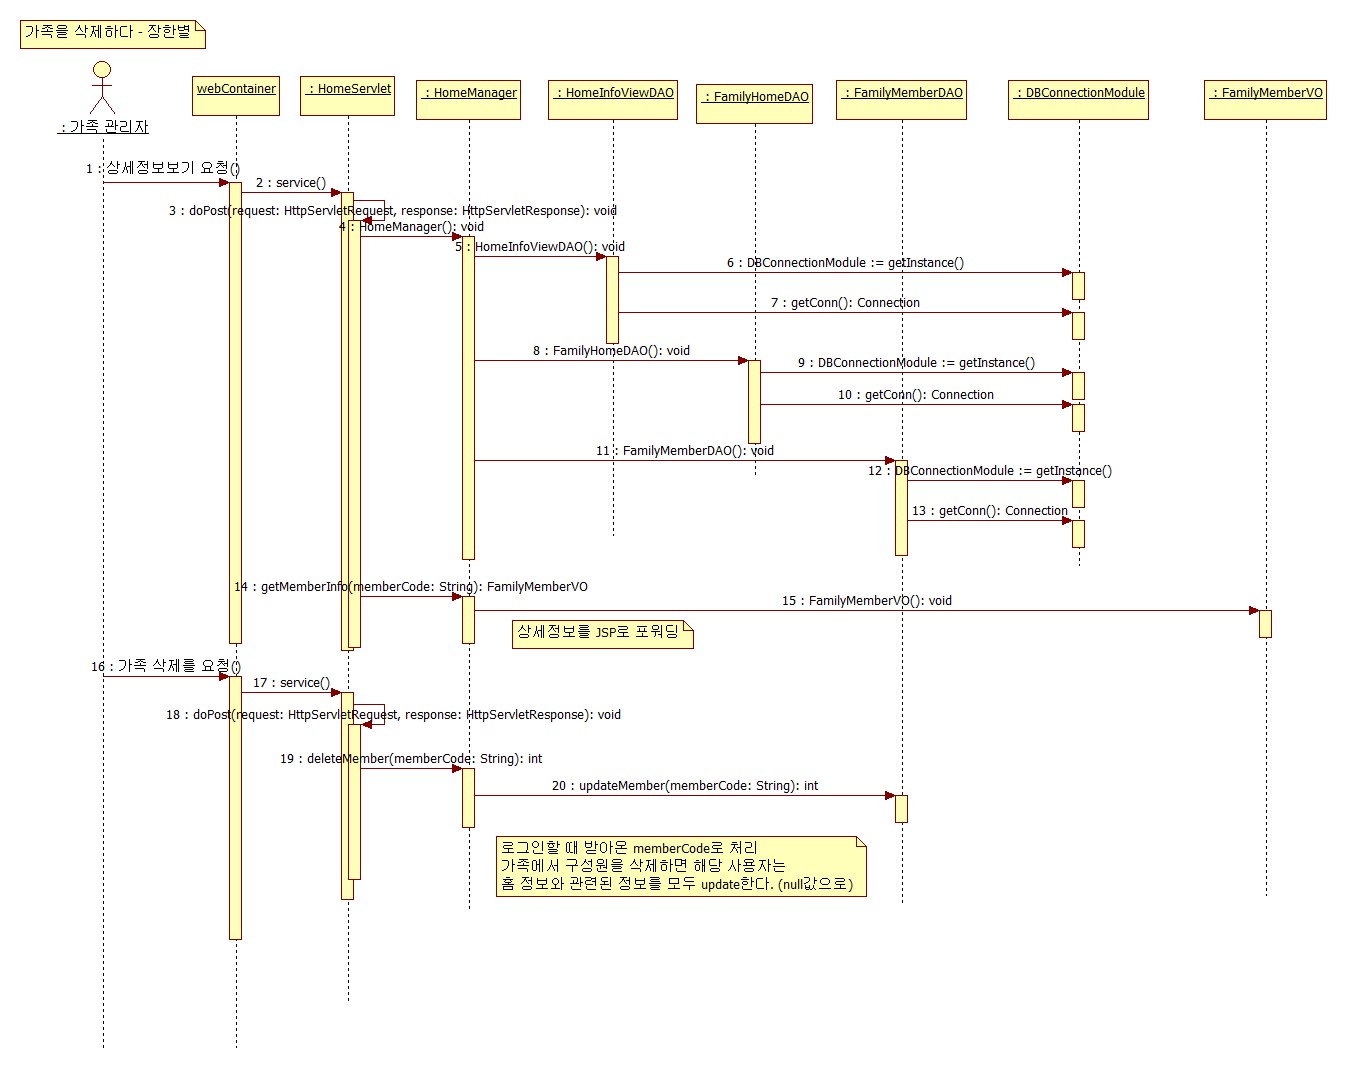 가족을 삭제하다 - 장한별
webContainer
: HomeServlet
: HomeManager
: HomeInfoViewDAO
: FamilyHomeDAO
: FamilyMemberDAO
: DBConnectionModule
: FamilyMemberVO
: 가족 관리자
1 : 상세정보보기 요청()
2 : service()
3 : doPost(request: HttpServletRequest, response: HttpServletResponse): void
4 : HomeManager(): void
5 : HomeInfoViewDAO(): void
6 : DBConnectionModule := getInstance()
7 : getConn(): Connection
8 : FamilyHomeDAO(): void
9 : DBConnectionModule := getInstance()
10 : getConn(): Connection
11 : FamilyMemberDAO(): void
12 : DBConnectionModule := getInstance()
13 : getConn(): Connection
14 : getMemberInfo(memberCode: String): FamilyMemberVO
15 : FamilyMemberVO(): void
상세정보를 JSP로 포워딩
16 : 가족 삭제를 요청()
17 : service()
18 : doPost(request: HttpServletRequest, response: HttpServletResponse): void
19 : deleteMember(memberCode: String): int
20 : updateMember(memberCode: String): int
로그인할 때 받아온 memberCode로 처리
가족에서 구성원을 삭제하면 해당 사용자는
홈 정보와 관련된 정보를 모두 update한다. (null값으로)